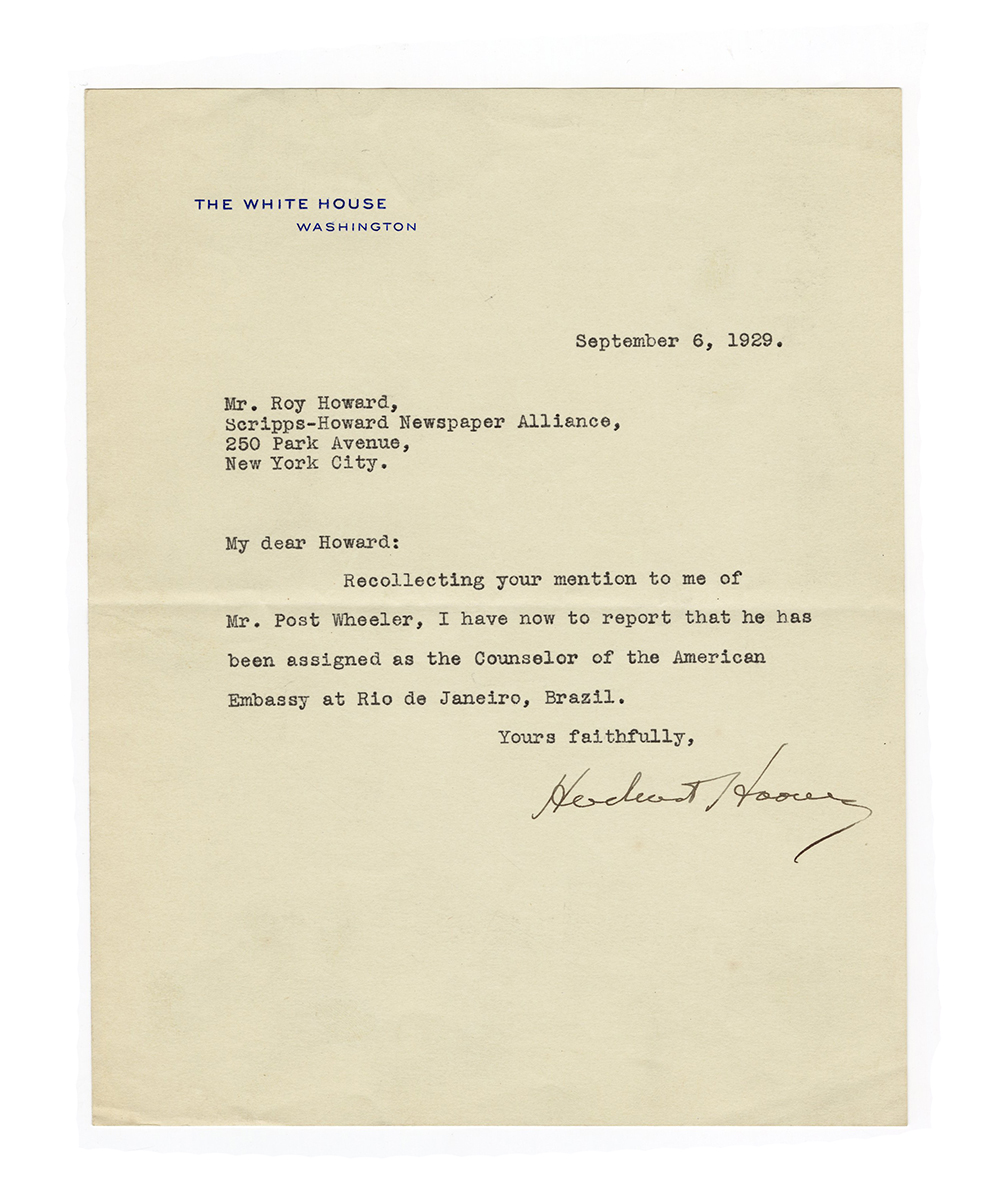 THE WHITE HOUSE
WASHINGTON
September 6, 1929.
Mr. Roy Howard,
Scripps-Howard Newspaper Alliance,
250 Park Avenue,
New York City.
My dear Howard:
Recollecting your mention to me of
Mr. Post Wheeler, I have now to report that he has
been assigned as the Counselor of the American
Embassy at Rio de Janeiro, Brazil.
Yours faithfully,
Herbert Hoover